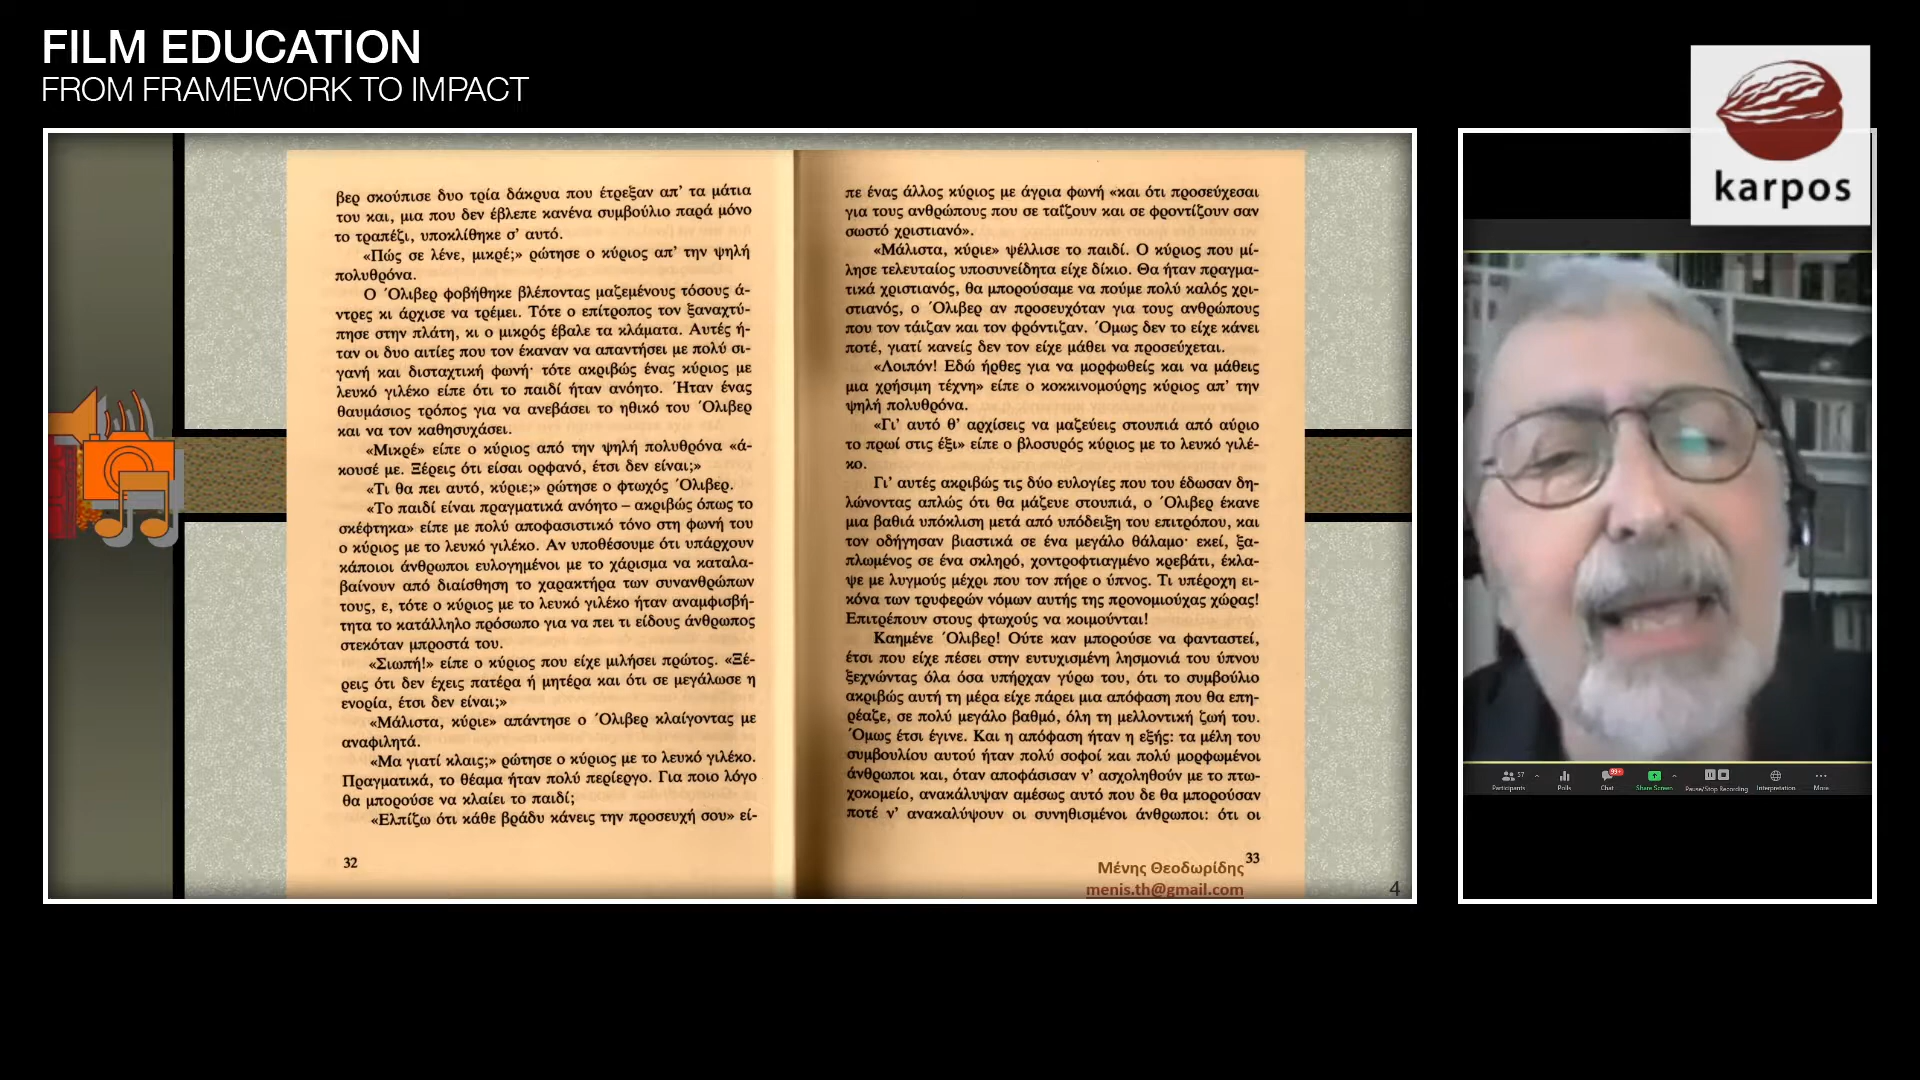 FILM EDUCATION
FROM FRAMEWORK TO IMPACT
karpos
βερ σκούπισε δυο τρία δάκρυα που έτρεξαν απ' τα μάτια
του και, μια που δεν έβλεπε κανένα συμβούλιο παρά μόνο
το τραπέζι, υποκλίθηκε σ' αυτό.
«Πώς σε λένε, μικρέ;» ρώτησε ο κύριος απ' την ψηλή
πολυθρόνα.
Ο Όλιβερ φοβήθηκε βλέποντας μαζεμένους τόσους ά-
ντρες κι άρχισε να τρέμει. Τότε ο επίτροπος τον ξαναχτύ-
πησε στην πλάτη, κι ο μικρός έβαλε τα κλάματα. Αυτές ή-
ταν οι δυο αιτίες που τον έκαναν να απαντήσει με πολύ σι-
γανή και δισταχτική φωνή· τότε ακριβώς ένας κύριος με
λευκό γιλέκο είπε ότι το παιδί ήταν ανόητο. Ήταν ένας
θαυμάσιος τρόπος για να ανεβάσει το ηθικό του Όλιβερ
και να τον καθησυχάσει.
«Μικρέ» είπε ο κύριος από την ψηλή πολυθρόνα «ά-
κουσέ με. Ξέρεις ότι είσαι ορφανό, έτσι δεν είναι;»
«Τι θα πει αυτό, κύριε;» ρώτησε ο φτωχός Όλιβερ.
«Το παιδί είναι πραγματικά ανόητο – ακριβώς όπως το
σκέφτηκα» είπε με πολύ αποφασιστικό τόνο στη φωνή του
ο κύριος με το λευκό γιλέκο. Αν υποθέσουμε ότι υπάρχουν
κάποιοι άνθρωποι ευλογημένοι με το χάρισμα να καταλα-
βαίνουν από διαίσθηση το χαρακτήρα των συνανθρώπων
τους, ε, τότε ο κύριος με το λευκό γιλέκο ήταν αναμφισβή-
τητα το κατάλληλο πρόσωπο για να πει τι είδους άνθρωπος
στεκόταν μπροστά του.
«Σιωπή!» είπε ο κύριος που είχε μιλήσει πρώτος. «Ξέ-
ρεις ότι δεν έχεις πατέρα ή μητέρα και ότι σε μεγάλωσε η
ενορία, έτσι δεν είναι;»
«Μάλιστα, κύριε» απάντησε ο Όλιβερ κλαίγοντας με
αναφιλητά.
«Μα γιατί κλαις;» ρώτησε ο κύριος με το λευκό γιλέκο.
Πραγματικά, το θέαμα ήταν πολύ περίεργο. Για ποιο λόγο
θα μπορούσε να κλαίει το παιδί;
«Ελπίζω ότι κάθε βράδυ κάνεις την προσευχή σου» εί-
32
πε ένας άλλος κύριος με άγρια φωνή «και ότι προσεύχεσαι
για τους ανθρώπους που σε ταΐζουν και σε φροντίζουν σαν
σωστό χριστιανό».
«Μάλιστα, κύριε» ψέλλισε το παιδί. Ο κύριος που μί-
λησε τελευταίος υποσυνείδητα είχε δίκιο. Θα ήταν πραγμα-
τικά χριστιανός, θα μπορούσαμε να πούμε πολύ καλός χρι-
στιανός, ο Όλιβερ αν προσευχόταν για τους ανθρώπους
που τον τάιζαν και τον φρόντιζαν. Όμως δεν το είχε κάνει
ποτέ, γιατί κανείς δεν τον είχε μάθει να προσεύχεται.
«Λοιπόν! Εδώ ήρθες για να μορφωθείς και να μάθεις
μια χρήσιμη τέχνη» είπε ο κοκκινομούρης κύριος απ' την
ψηλή πολυθρόνα.
«Γι' αυτό θ' αρχίσεις να μαζεύεις στουπιά από αύριο
το πρωί στις έξι» είπε ο βλοσυρός κύριος με το λευκό γιλέ-
κο.
Γι' αυτές ακριβώς τις δύο ευλογίες που του έδωσαν δη-
λώνοντας απλώς ότι θα μάζευε στουπιά, ο Όλιβερ έκανε
μια βαθιά υπόκλιση μετά από υπόδειξη του επιτρόπου, και
τον οδήγησαν βιαστικά σε ένα μεγάλο θάλαμο· εκεί, ξα-
πλωμένος σε ένα σκληρό, χοντροφτιαγμένο κρεβάτι, έκλα-
ψε με λυγμούς μέχρι που τον πήρε ο ύπνος. Τι υπέροχη ει-
κόνα των τρυφερών νόμων αυτής της προνομιούχας χώρας!
Επιτρέπουν στους φτωχούς να κοιμούνται!
Καημένε Όλιβερ! Ούτε καν μπορούσε να φανταστεί,
έτσι που είχε πέσει στην ευτυχισμένη λησμονιά του ύπνου
ξεχνώντας όλα όσα υπήρχαν γύρω του, ότι το συμβούλιο
ακριβώς αυτή τη μέρα είχε πάρει μια απόφαση που θα επη-
ρέαζε, σε πολύ μεγάλο βαθμό, όλη τη μελλοντική ζωή του.
Όμως έτσι έγινε. Και η απόφαση ήταν η εξής: τα μέλη του
συμβουλίου αυτού ήταν πολύ σοφοί και πολύ μορφωμένοι
άνθρωποι και, όταν αποφάσισαν ν' ασχοληθούν με το πτω-
χοκομείο, ανακάλυψαν αμέσως αυτό που δε θα μπορούσαν
ποτέ ν' ανακαλύψουν οι συνηθισμένοι άνθρωποι: ότι οι
33
Μένης Θεοδωρίδης
menis.th@gmail.com
4
57
99+
Participants Polls Chat Share Screen Pause/Stop Recording Interpretation More